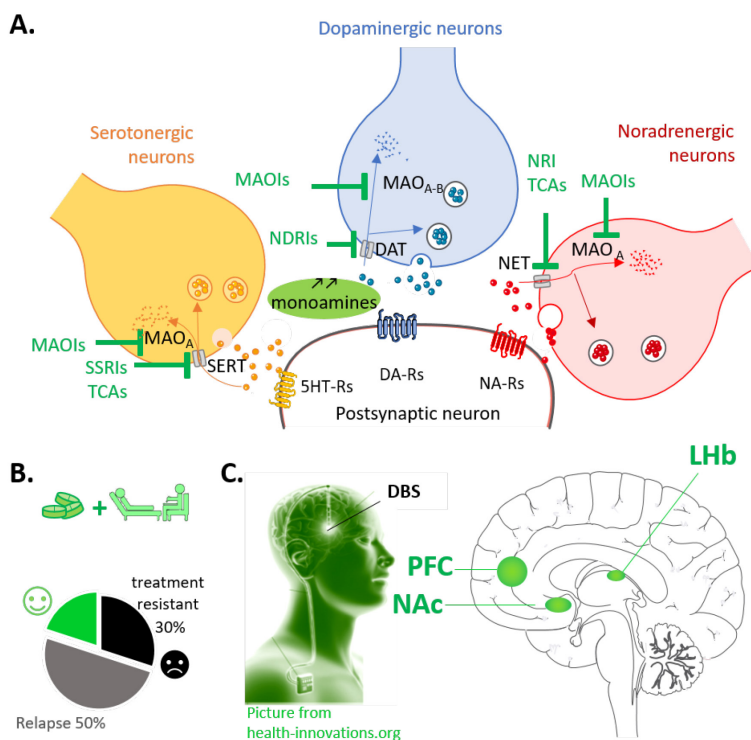 A.
Dopaminergic neurons
Serotonergic
neurons
Noradrenergic
neurons
NRI
TCAs
MAOIs
MAOIs
MAOA-B
NDRIs
DAT
NET
MAOA
monoamines
MAOIs
MAOA
SSRIs
TCAs
SERT
5HT-Rs
DA-Rs
NA-Rs
Postsynaptic neuron
B.
+
treatment
resistant
30%
Relapse 50%
C.
DBS
LHb
PFC
NAc
Picture from
health-innovations.org